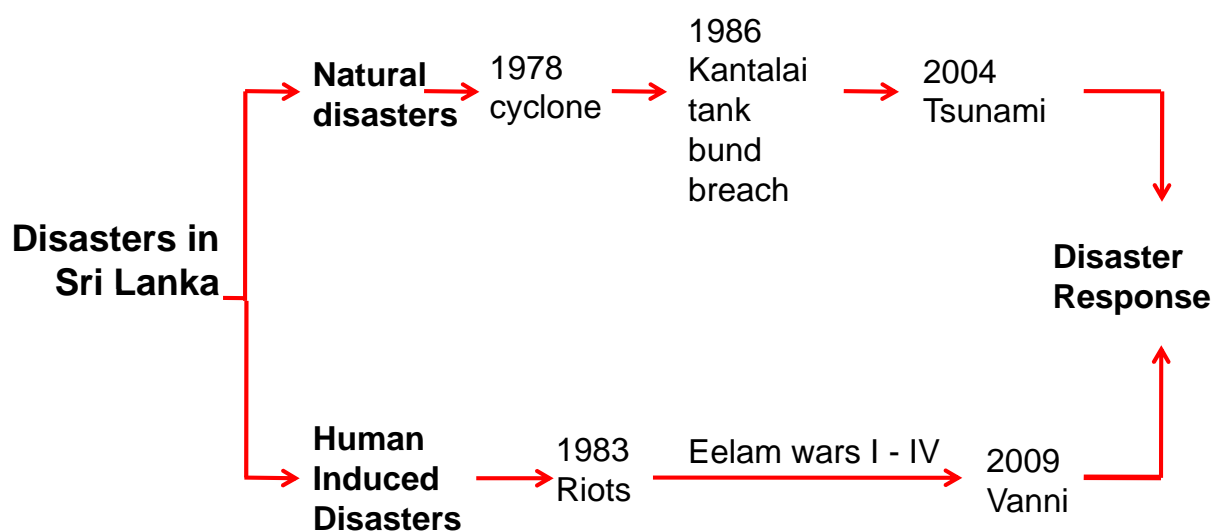 Disasters in
Sri Lanka
Natural
disasters
1978
cyclone
1986
Kantalai
tank
bund
breach
2004
Tsunami
Human
Induced
Disasters
1983
Riots
Eelam wars I - IV
2009
Vanni
Disaster
Response